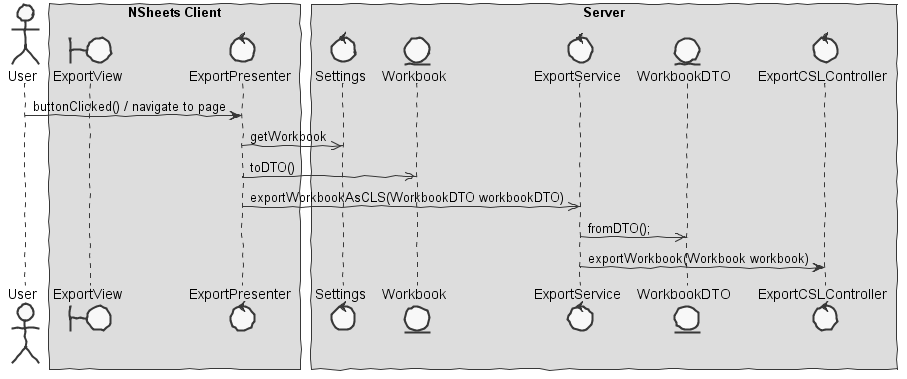 NSheets Client
Server
User
ExportView
ExportPresenter
Settings
Workbook
ExportService
WorkbookDTO
ExportCSLController
buttonClicked() / navigate to page
getWorkbook
toDTO()
exportWorkbookAsCLS(WorkbookDTO workbookDTO)
fromDTO();
exportWorkbook(Workbook workbook)
User
ExportView
ExportPresenter
Settings
Workbook
ExportService
WorkbookDTO
ExportCSLController